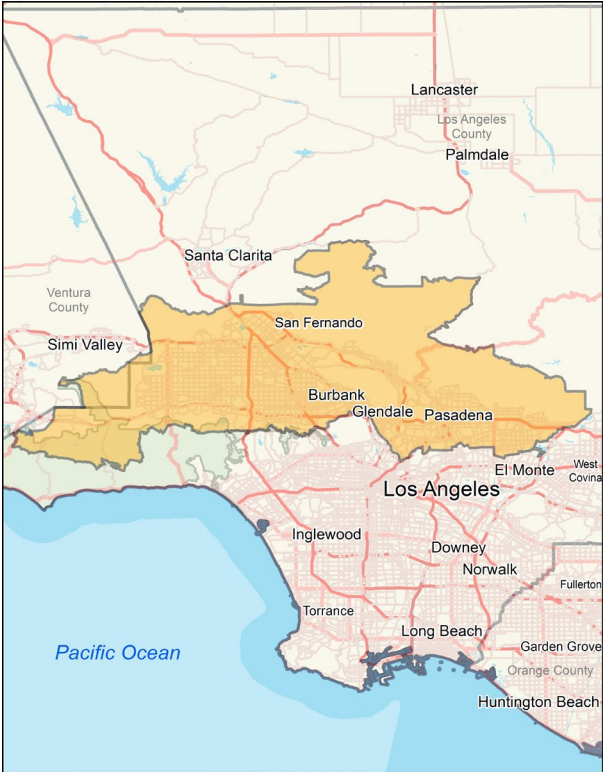 Lancaster
Los Angeles
County
Palmdale
Santa Clarita
Ventura
County
San Fernando
Simi Valley
Burbank
Glendale
Pasadena
El Monte
West
Covina
Los Angeles
Inglewood
Downey
Norwalk
Fullerton
Torrance
Long Beach
Pacific Ocean
Garden Grove
Orange County
Huntington Beach